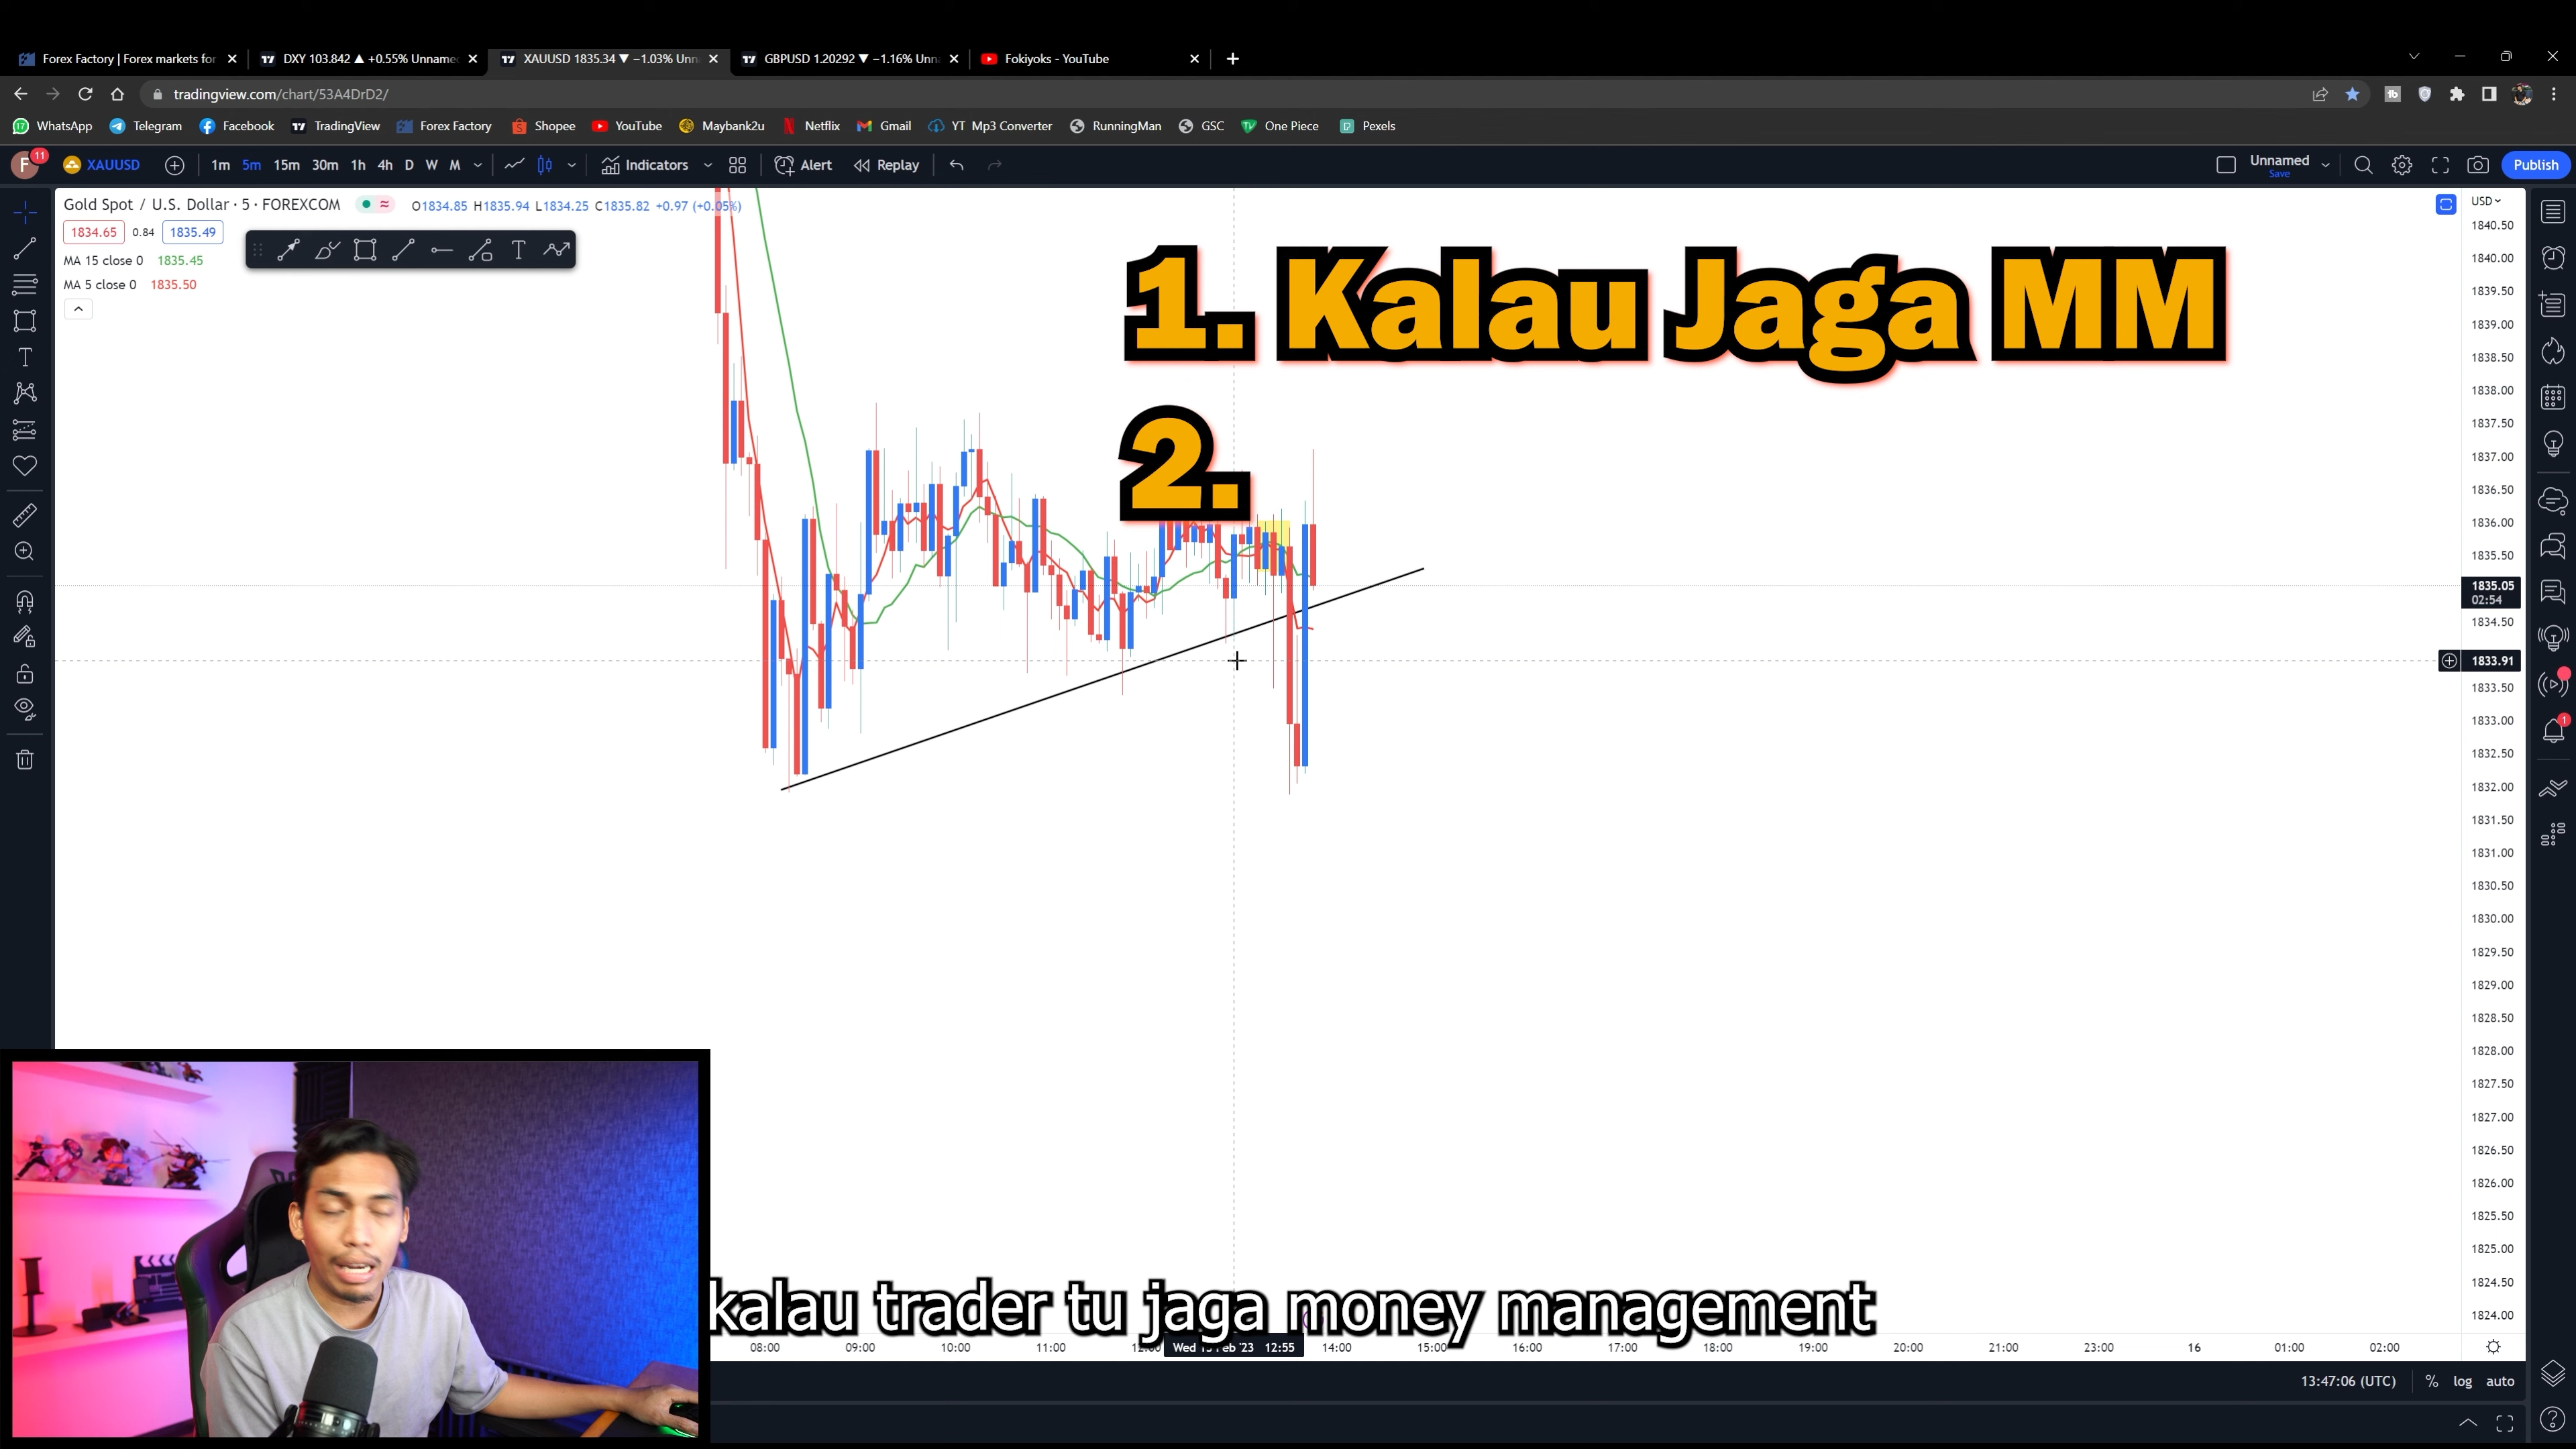 Forex Factory | Forex markets for
DXY 103.842 ▲ +0.55% Unname
XAUUSD 1835.34 ▼ −1.03% Unn
GBPUSD 1.20292 ▼ −1.16% Unn
Fokiyoks - YouTube
tradingview.com/chart/53A4DrD2/
WhatsApp Telegram Facebook TradingView Forex Factory Shopee YouTube Maybank2u Netflix Gmail YT Mp3 Converter RunningMan GSC One Piece Pexels
F 11 XAUUSD 1m 5m 15m 30m 1h 4h D W M Indicators Alert Replay Unnamed Publish
Save
Gold Spot / U.S. Dollar · 5 · FOREXCOM O1834.85 H1835.94 L1834.25 C1835.82 +0.97 (+0.05%) USD
1834.65 0.84 1835.49
MA 15 close 0 1835.45
MA 5 close 0 1835.50
1. Kalau Jaga MM
2.
1840.50
1840.00
1839.50
1839.00
1838.50
1838.00
1837.50
1837.00
1836.50
1836.00
1835.50
1835.05
02:54
1834.50
1833.91
1833.50
1833.00
1832.50
1832.00
1831.50
1831.00
1830.50
1830.00
1829.50
1829.00
1828.50
1828.00
1827.50
1827.00
1826.50
1826.00
1825.50
1825.00
1824.50
1824.00
1
kalau trader tu jaga money management
08:00 09:00 10:00 11:00 Wed 15 Feb '23 12:55 14:00 15:00 16:00 17:00 18:00 19:00 20:00 21:00 23:00 16 01:00 02:00
13:47:06 (UTC) % log auto